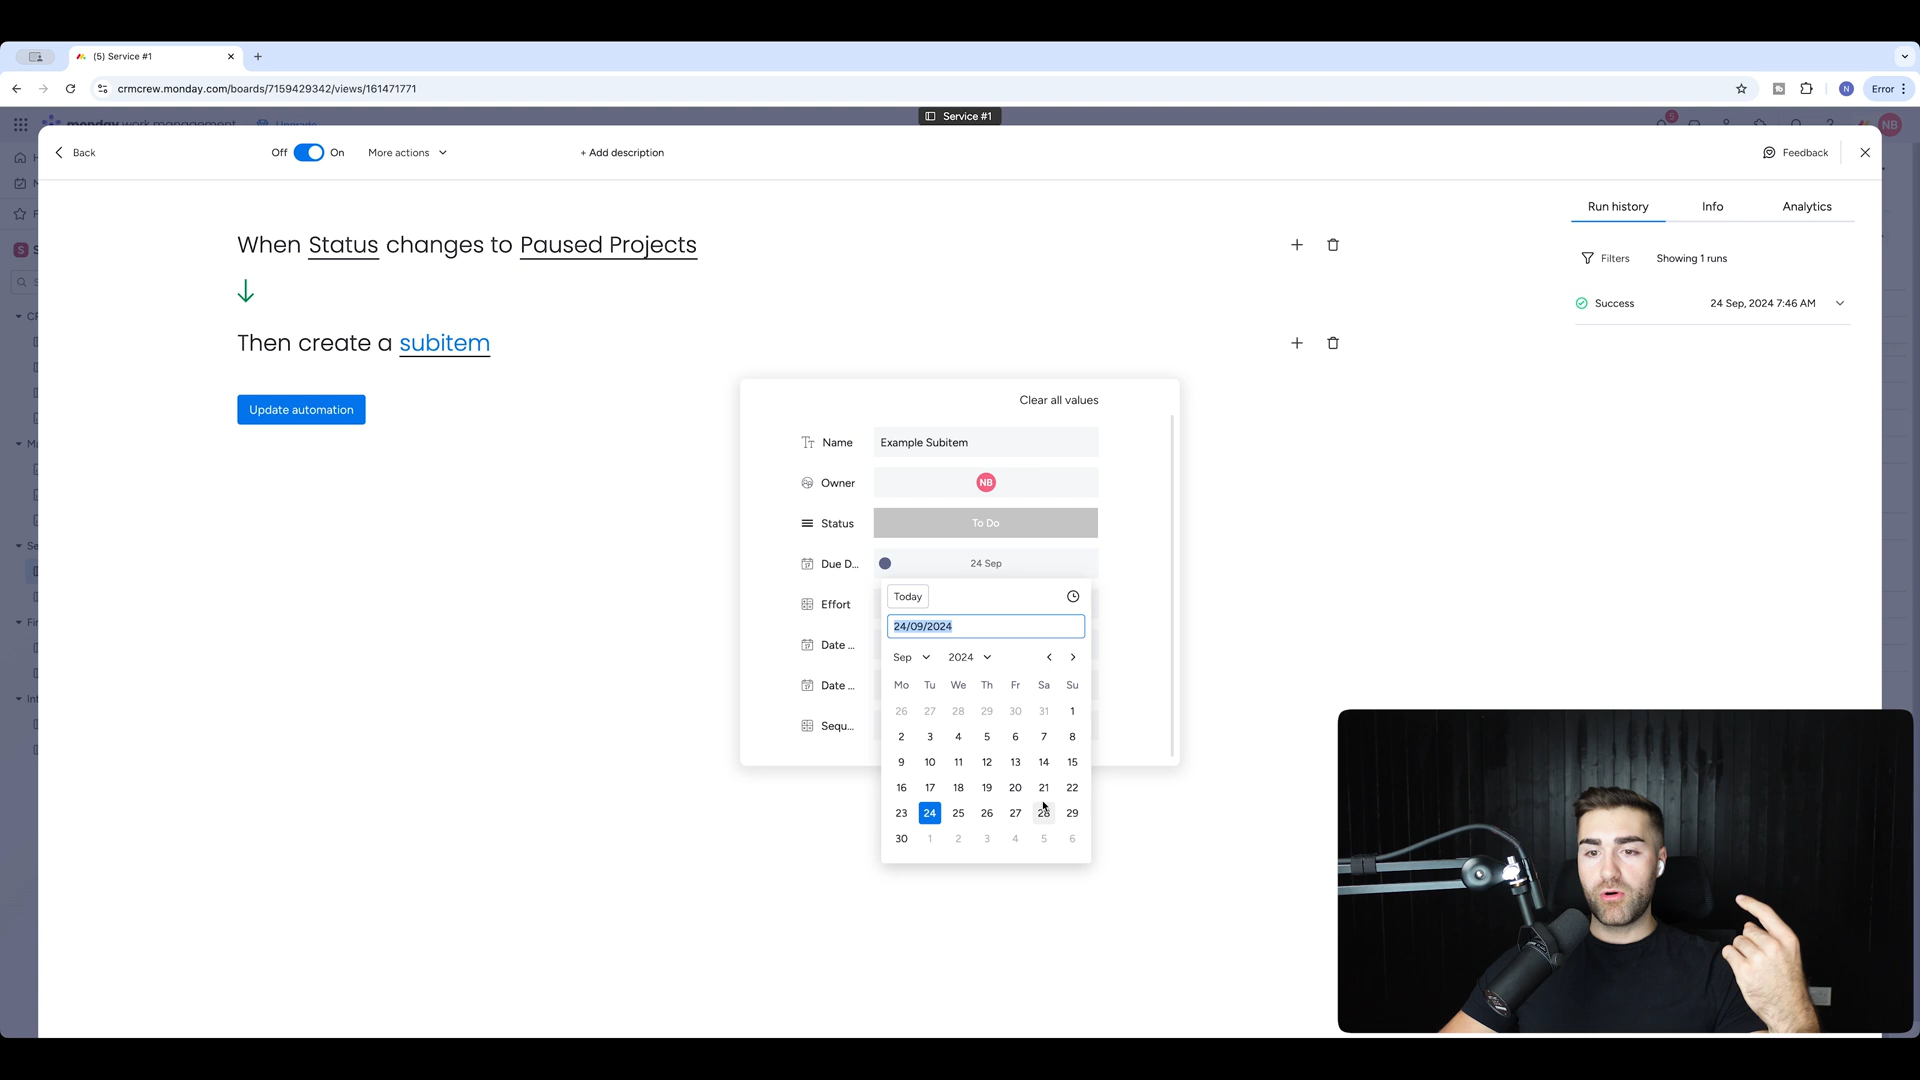 (5) Service #1
crmcrew.monday.com/boards/7159429342/views/161471771
N
Error
Service #1
monday work management
Upgrade
5
NB
Back
Off
On
More actions
+ Add description
Feedback
Run history
Info
Analytics
When Status changes to Paused Projects
Filters
Showing 1 runs
Success
24 Sep, 2024 7:46 AM
Then create a subitem
Update automation
Clear all values
Name
Example Subitem
Owner
NB
Status
To Do
Due D...
24 Sep
Effort
Date ...
Date ...
Sequ...
Today
24/09/2024
Sep
2024
Mo Tu We Th Fr Sa Su
26 27 28 29 30 31 1
2 3 4 5 6 7 8
9 10 11 12 13 14 15
16 17 18 19 20 21 22
23 24 25 26 27 28 29
30 1 2 3 4 5 6